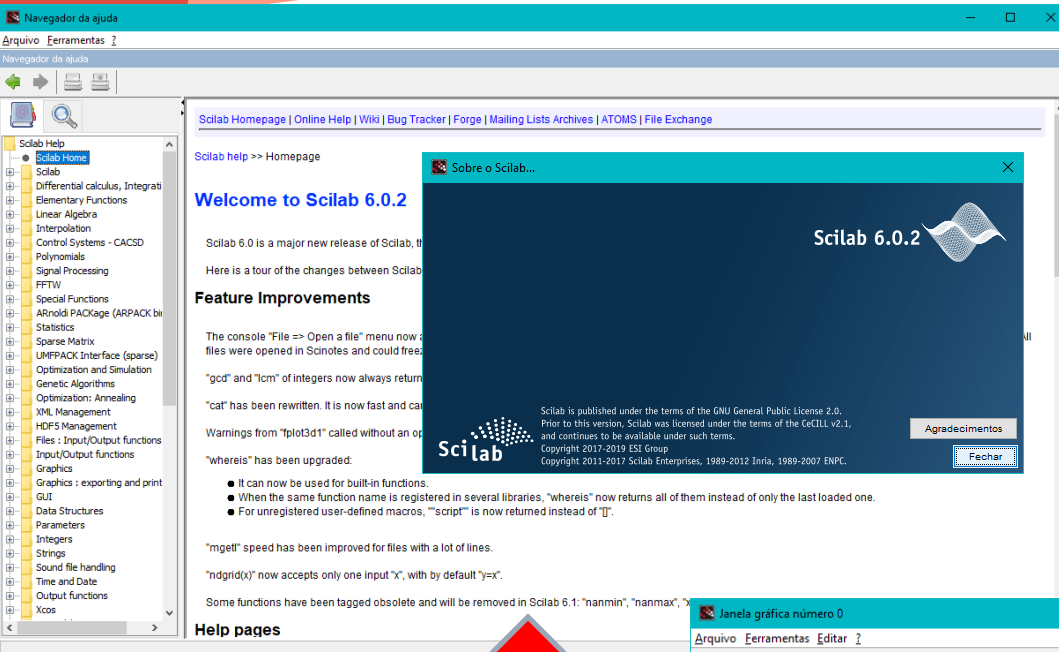 Navegador da ajuda
Arquivo Ferramentas ?
Navegador da ajuda
Scilab Help
Scilab Home
Scilab
Differential calculus, Integrati
Elementary Functions
Linear Algebra
Interpolation
Control Systems - CACSD
Polynomials
Signal Processing
FFTW
Special Functions
ARnoldi PACKage (ARPACK bi
Statistics
Sparse Matrix
UMFPACK Interface (sparse)
Optimization and Simulation
Genetic Algorithms
Optimization: Annealing
XML Management
HDF5 Management
Files : Input/Output functions
Input/Output functions
Graphics
Graphics : exporting and print
GUI
Data Structures
Parameters
Integers
Strings
Sound file handling
Time and Date
Output functions
Xcos
Scilab Homepage | Online Help | Wiki | Bug Tracker | Forge | Mailing Lists Archives | ATOMS | File Exchange
Scilab help >> Homepage
Welcome to Scilab 6.0.2
Scilab 6.0 is a major new release of Scilab, th
Here is a tour of the changes between Scilab
Feature Improvements
The console "File => Open a file" menu now a
files were opened in Scinotes and could freez
"gcd" and "lcm" of integers now always return
"cat" has been rewritten. It is now fast and ca
Warnings from "fplot3d1" called without an op
"whereis" has been upgraded:
It can now be used for built-in functions.
When the same function name is registered in several libraries, "whereis" now returns all of them instead of only the last loaded one.
For unregistered user-defined macros, ""script"" is now returned instead of "[]".
"mgetl" speed has been improved for files with a lot of lines.
"ndgrid(x)" now accepts only one input "x", with by default "y=x".
Some functions have been tagged obsolete and will be removed in Scilab 6.1: "nanmin", "nanmax", "x
Help pages
Sobre o Scilab...
Scilab 6.0.2
Scilab
Scilab is published under the terms of the GNU General Public License 2.0.
Prior to this version, Scilab was licensed under the terms of the CeCILL v2.1,
and continues to be available under such terms.
Copyright 2017-2019 ESI Group
Copyright 2011-2017 Scilab Enterprises, 1989-2012 Inria, 1989-2007 ENPC.
Agradecimentos
Fechar
Janela gráfica número 0
Arquivo Ferramentas Editar ?